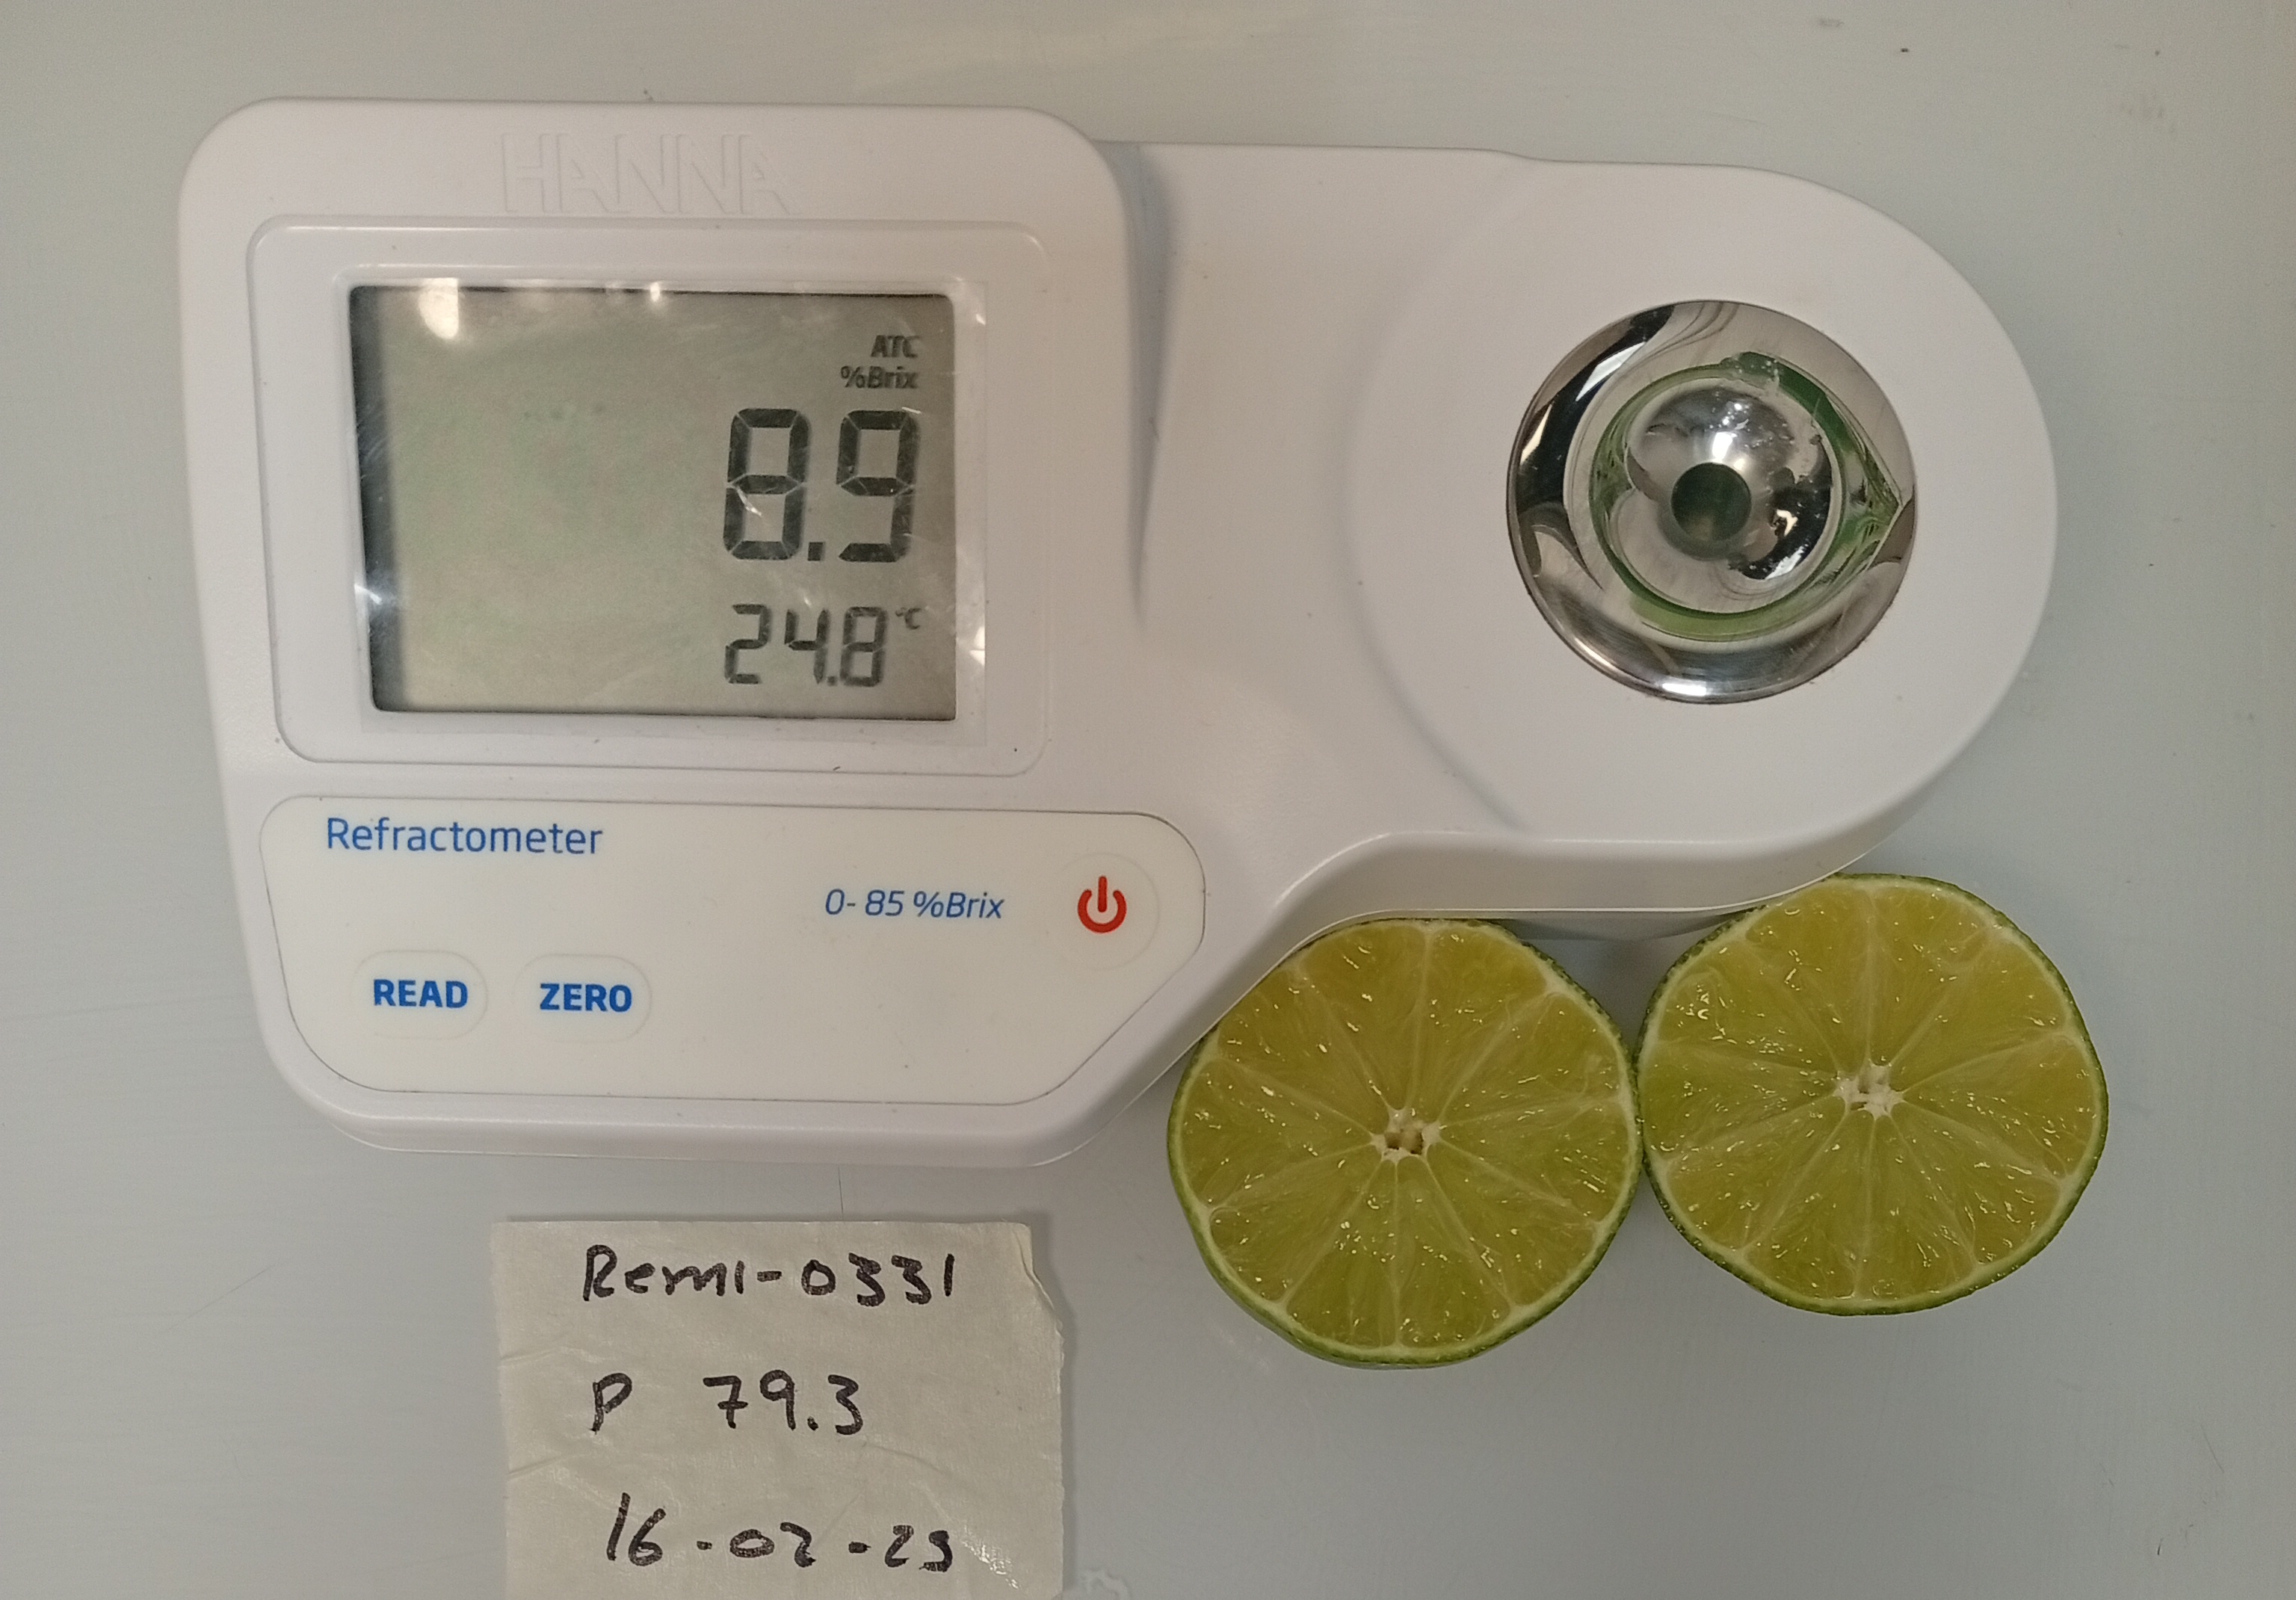 HANNA
ATC
%Brix
8.9
24.8 °C
Refractometer
0- 85 %Brix
READ ZERO
Remi-0331
P 79.3
16-02-23